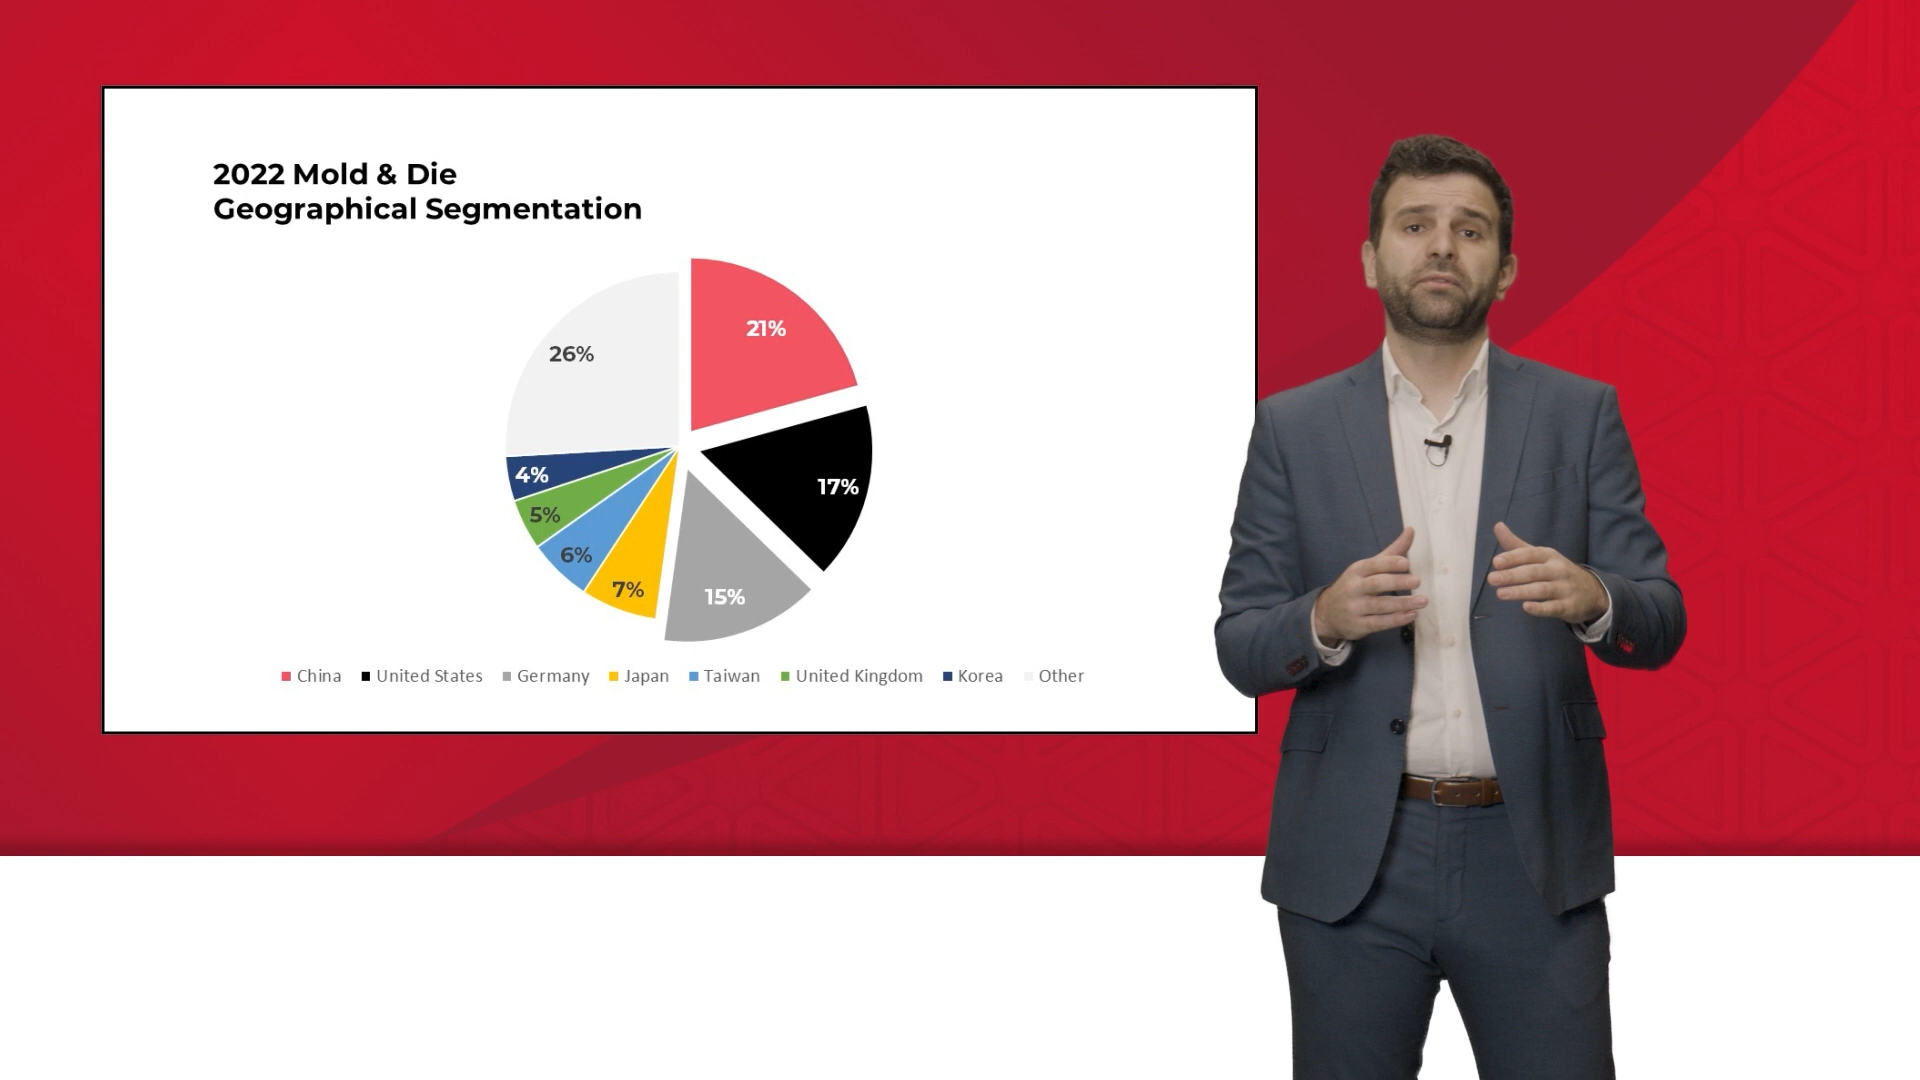 2022 Mold & Die
Geographical Segmentation
21%
26%
17%
4%
5%
6%
7%
15%
China United States Germany Japan Taiwan United Kingdom Korea Other